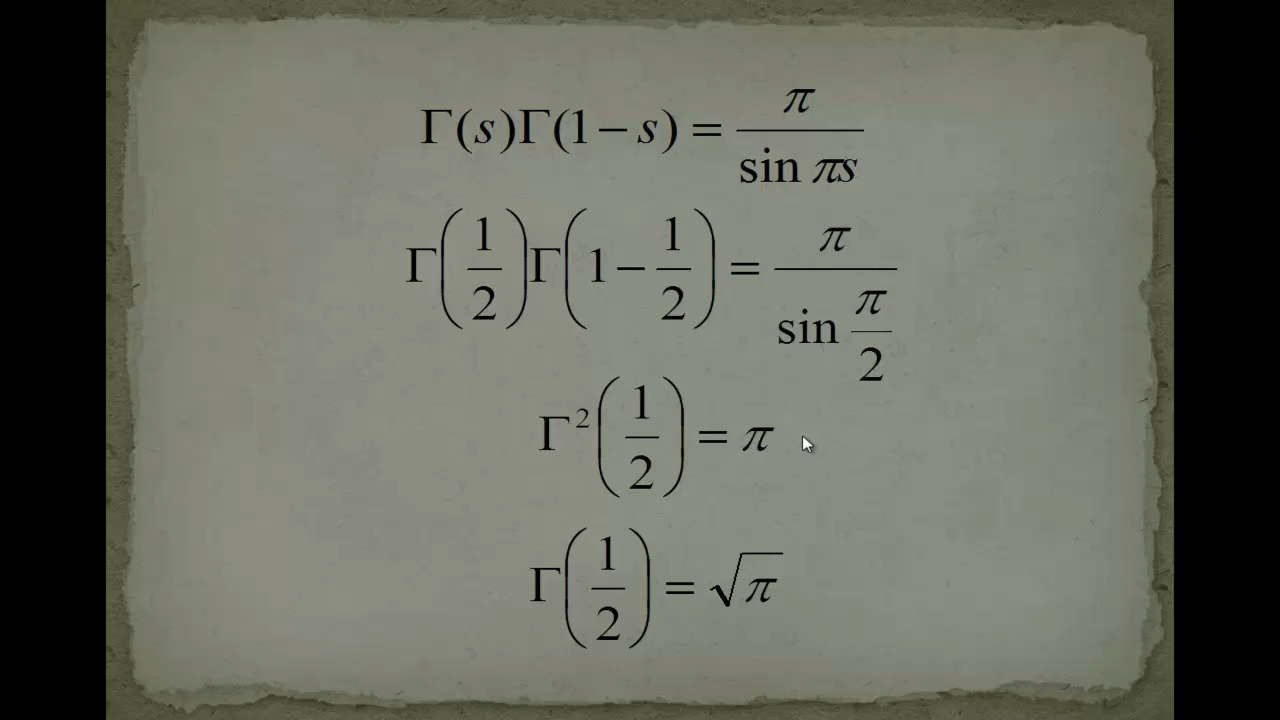 Γ(s)Γ(1−s) = π / sin πs
Γ(1/2)Γ(1−1/2) = π / sin π/2
Γ²(1/2) = π
Γ(1/2) = √π